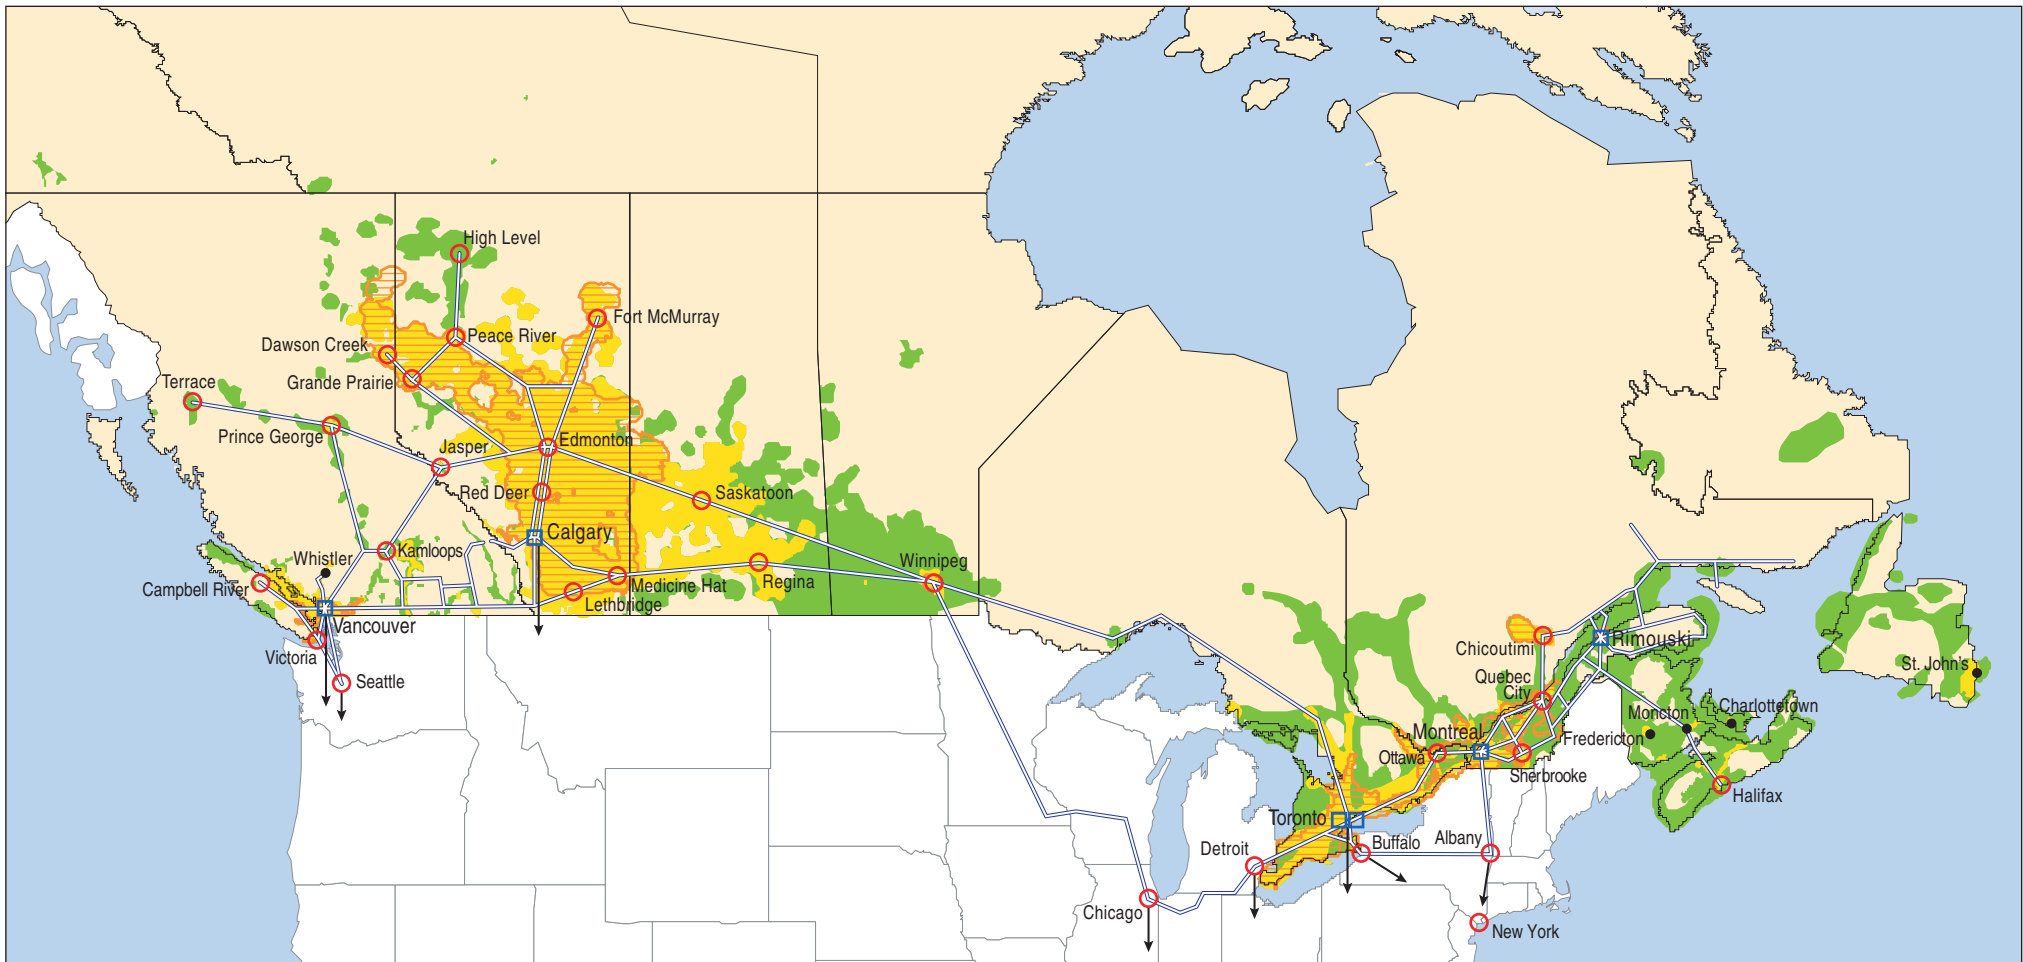 High Level
Fort McMurray
Peace River
Dawson Creek
Grande Prairie
Terrace
Prince George
Jasper
Edmonton
Red Deer
Saskatoon
Calgary
Kamloops
Whistler
Campbell River
Medicine Hat
Regina
Winnipeg
Lethbridge
Vancouver
Victoria
Seattle
Chicoutimi
Rimouski
Quebec
City
St. John's
Charlottetown
Moncton
Fredericton
Montreal
Ottawa
Sherbrooke
Halifax
Toronto
Buffalo
Albany
Detroit
Chicago
New York